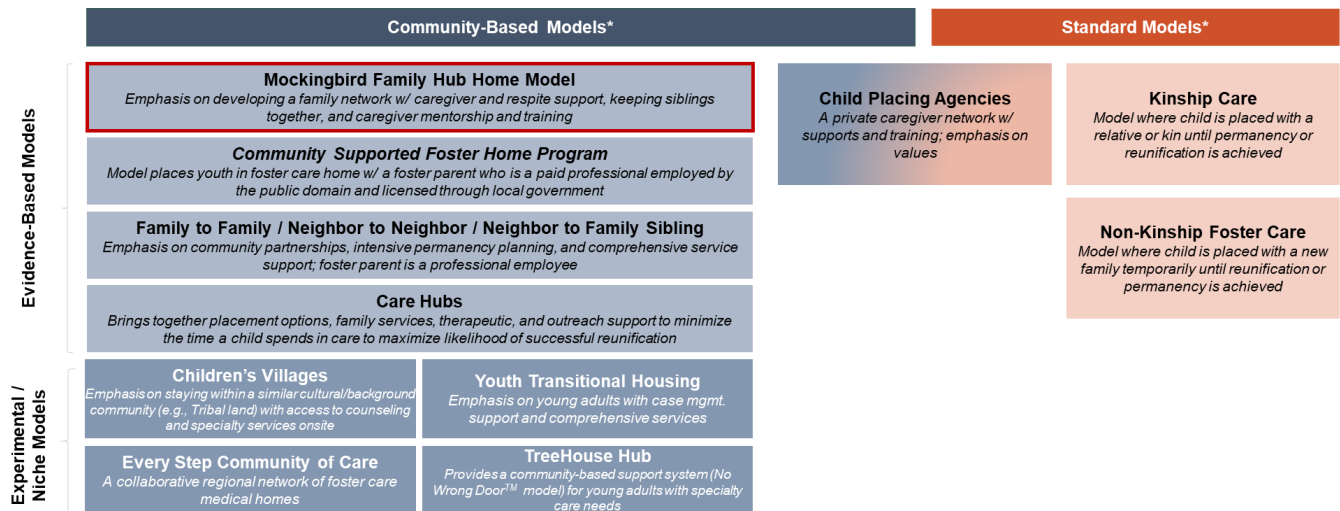 Community-Based Models*
Standard Models*
Evidence-Based Models
Mockingbird Family Hub Home Model
Emphasis on developing a family network w/ caregiver and respite support, keeping siblings
together, and caregiver mentorship and training
Community Supported Foster Home Program
Model places youth in foster care home w/ a foster parent who is a paid professional employed by
the public domain and licensed through local government
Family to Family / Neighbor to Neighbor / Neighbor to Family Sibling
Emphasis on community partnerships, intensive permanency planning, and comprehensive service
support; foster parent is a professional employee
Care Hubs
Brings together placement options, family services, therapeutic, and outreach support to minimize
the time a child spends in care to maximize likelihood of successful reunification
Child Placing Agencies
A private caregiver network w/
supports and training; emphasis on
values
Kinship Care
Model where child is placed with a
relative or kin until permanency or
reunification is achieved
Non-Kinship Foster Care
Model where child is placed with a new
family temporarily until reunification or
permanency is achieved
Experimental /
Niche Models
Children's Villages
Emphasis on staying within a similar cultural/background
community (e.g., Tribal land) with access to counseling
and specialty services onsite
Youth Transitional Housing
Emphasis on young adults with case mgmt.
support and comprehensive services
Every Step Community of Care
A collaborative regional network of foster care
medical homes
TreeHouse Hub
Provides a community-based support system (No
Wrong Door™ model) for young adults with specialty
care needs